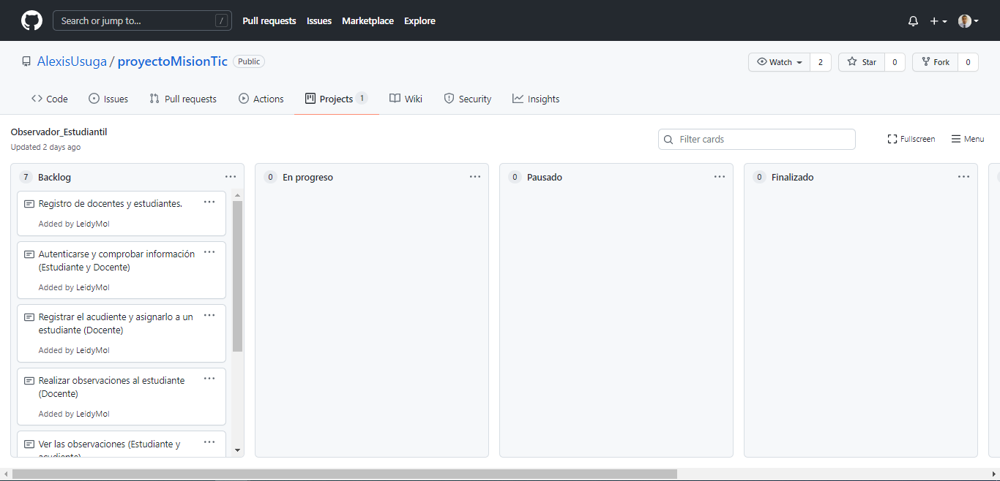 Search or jump to... /
Pull requests Issues Marketplace Explore
AlexisUsuga / proyectoMisionTic Public
Watch 2 Star 0 Fork 0
Code Issues Pull requests Actions Projects 1 Wiki Security Insights
Observador_Estudiantil
Updated 2 days ago
Filter cards
Fullscreen Menu
7 Backlog
Registro de docentes y estudiantes.
Added by LeidyMol
Autenticarse y comprobar información
(Estudiante y Docente)
Added by LeidyMol
Registrar el acudiente y asignarlo a un
estudiante (Docente)
Added by LeidyMol
Realizar observaciones al estudiante
(Docente)
Added by LeidyMol
Ver las observaciones (Estudiante y
acudiente)
0 En progreso
0 Pausado
0 Finalizado